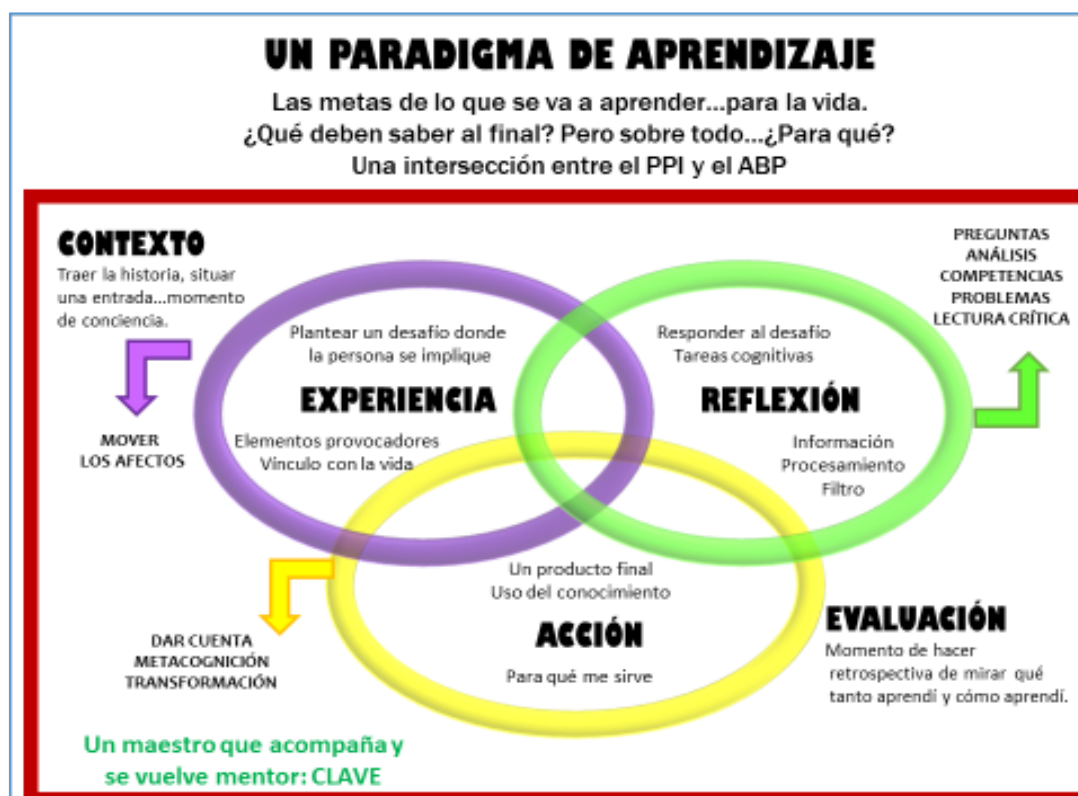 UN PARADIGMA DE APRENDIZAJE
Las metas de lo que se va a aprender...para la vida.
¿Qué deben saber al final? Pero sobre todo...¿Para qué?
Una intersección entre el PPI y el ABP
CONTEXTO
Traer la historia, situar
una entrada...momento
de conciencia.
MOVER
LOS AFECTOS
Plantear un desafío donde
la persona se implique
EXPERIENCIA
Elementos provocadores
Vínculo con la vida
Responder al desafío
Tareas cognitivas
REFLEXIÓN
Información
Procesamiento
Filtro
PREGUNTAS
ANÁLISIS
COMPETENCIAS
PROBLEMAS
LECTURA CRÍTICA
Un producto final
Uso del conocimiento
ACCIÓN
Para qué me sirve
DAR CUENTA
METACOGNICIÓN
TRANSFORMACIÓN
EVALUACIÓN
Momento de hacer
retrospectiva de mirar qué
tanto aprendí y cómo aprendí.
Un maestro que acompaña y
se vuelve mentor: CLAVE